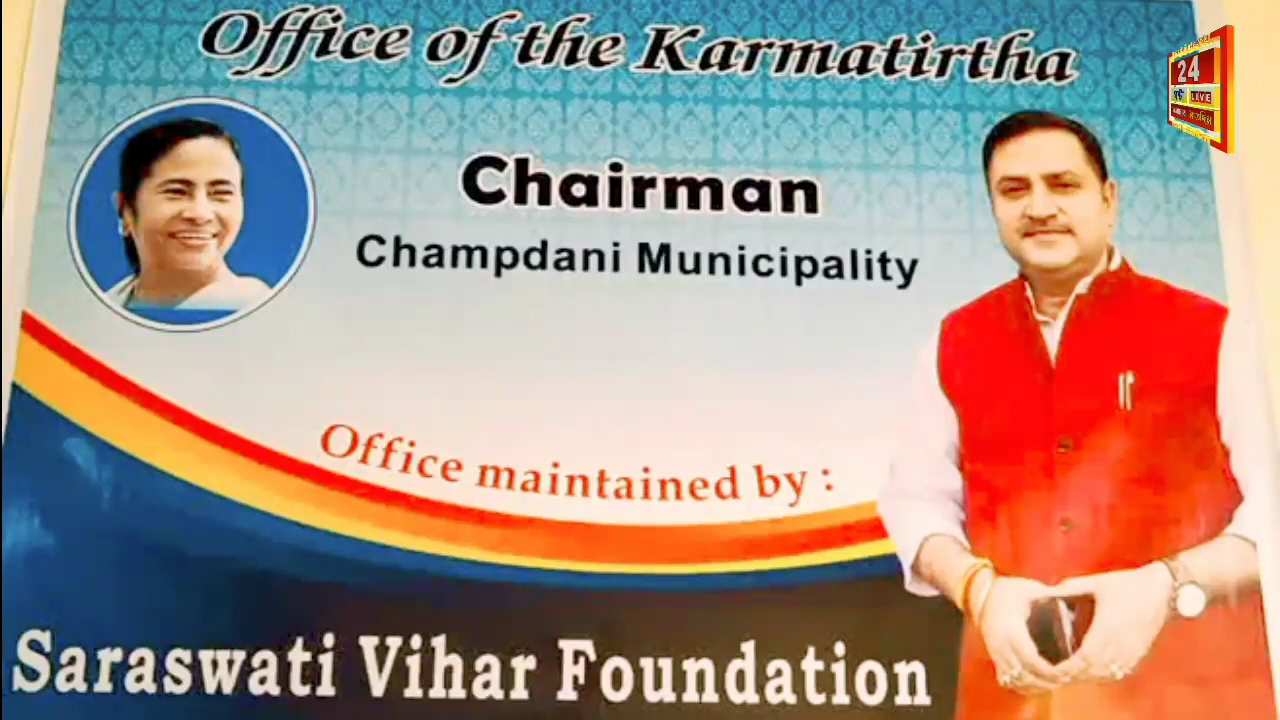 Office of the Karmatirtha
Chairman
Champdani Municipality
Office maintained by :
Saraswati Vihar Foundation
24
LIVE